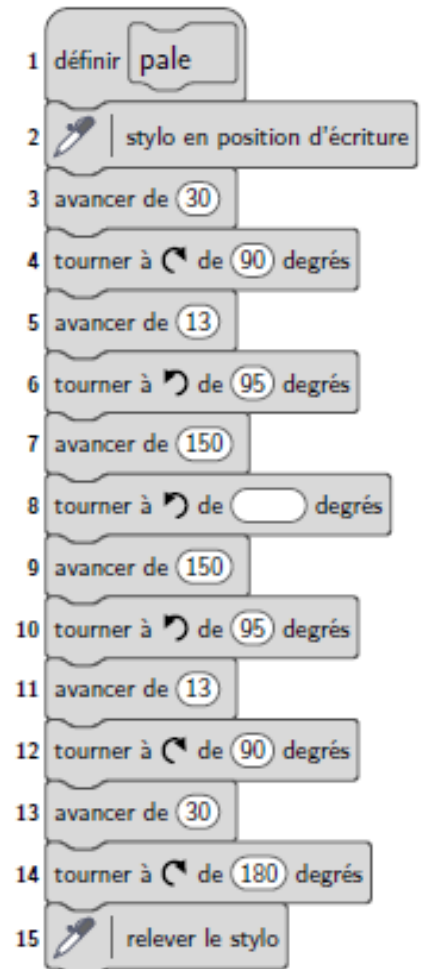 1 définir pale
2 stylo en position d'écriture
3 avancer de 30
4 tourner à ↻ de 90 degrés
5 avancer de 13
6 tourner à ↺ de 95 degrés
7 avancer de 150
8 tourner à ↺ de degrés
9 avancer de 150
10 tourner à ↺ de 95 degrés
11 avancer de 13
12 tourner à ↻ de 90 degrés
13 avancer de 30
14 tourner à ↻ de 180 degrés
15 relever le stylo